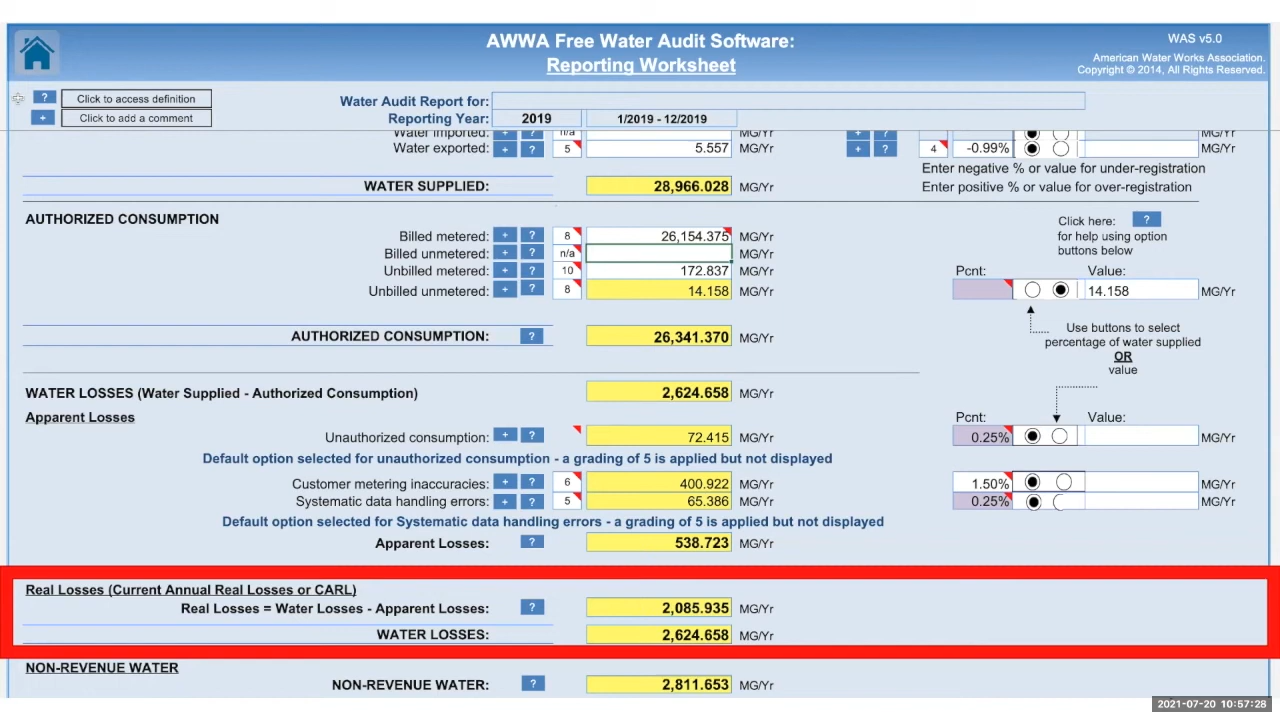 AWWA Free Water Audit Software:
Reporting Worksheet
WAS v5.0
American Water Works Association.
Copyright © 2014, All Rights Reserved.
? Click to access definition
+ Click to add a comment
Water Audit Report for:
Reporting Year: 2019 1/2019 - 12/2019
Water imported: + ? n/a MG/Yr + ? MG/Yr
Water exported: + ? 5 5.557 MG/Yr + ? 4 -0.99% MG/Yr
Enter negative % or value for under-registration
WATER SUPPLIED: 28,966.028 MG/Yr Enter positive % or value for over-registration
AUTHORIZED CONSUMPTION
Click here: ?
for help using option
buttons below
Billed metered: + ? 8 26,154.375 MG/Yr
Billed unmetered: + ? n/a MG/Yr
Unbilled metered: + ? 10 172.837 MG/Yr Pcnt: Value:
Unbilled unmetered: + ? 8 14.158 MG/Yr 14.158 MG/Yr
AUTHORIZED CONSUMPTION: ? 26,341.370 MG/Yr
Use buttons to select
percentage of water supplied
OR
value
WATER LOSSES (Water Supplied - Authorized Consumption) 2,624.658 MG/Yr
Apparent Losses Pcnt: Value:
Unauthorized consumption: + ? 72.415 MG/Yr 0.25% MG/Yr
Default option selected for unauthorized consumption - a grading of 5 is applied but not displayed
Customer metering inaccuracies: + ? 6 400.922 MG/Yr 1.50% MG/Yr
Systematic data handling errors: + ? 5 65.386 MG/Yr 0.25% MG/Yr
Default option selected for Systematic data handling errors - a grading of 5 is applied but not displayed
Apparent Losses: ? 538.723 MG/Yr
Real Losses (Current Annual Real Losses or CARL)
Real Losses = Water Losses - Apparent Losses: ? 2,085.935 MG/Yr
WATER LOSSES: 2,624.658 MG/Yr
NON-REVENUE WATER
NON-REVENUE WATER: ? 2,811.653 MG/Yr
2021-07-20 10:57:28